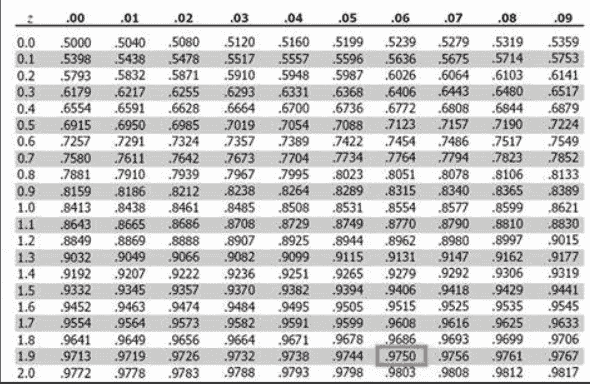 z .00 .01 .02 .03 .04 .05 .06 .07 .08 .09
0.0 .5000 .5040 .5080 .5120 .5160 .5199 .5239 .5279 .5319 .5359
0.1 .5398 .5438 .5478 .5517 .5557 .5596 .5636 .5675 .5714 .5753
0.2 .5793 .5832 .5871 .5910 .5948 .5987 .6026 .6064 .6103 .6141
0.3 .6179 .6217 .6255 .6293 .6331 .6368 .6406 .6443 .6480 .6517
0.4 .6554 .6591 .6628 .6664 .6700 .6736 .6772 .6808 .6844 .6879
0.5 .6915 .6950 .6985 .7019 .7054 .7088 .7123 .7157 .7190 .7224
0.6 .7257 .7291 .7324 .7357 .7389 .7422 .7454 .7486 .7517 .7549
0.7 .7580 .7611 .7642 .7673 .7704 .7734 .7764 .7794 .7823 .7852
0.8 .7881 .7910 .7939 .7967 .7995 .8023 .8051 .8078 .8106 .8133
0.9 .8159 .8186 .8212 .8238 .8264 .8289 .8315 .8340 .8365 .8389
1.0 .8413 .8438 .8461 .8485 .8508 .8531 .8554 .8577 .8599 .8621
1.1 .8643 .8665 .8686 .8708 .8729 .8749 .8770 .8790 .8810 .8830
1.2 .8849 .8869 .8888 .8907 .8925 .8944 .8962 .8980 .8997 .9015
1.3 .9032 .9049 .9066 .9082 .9099 .9115 .9131 .9147 .9162 .9177
1.4 .9192 .9207 .9222 .9236 .9251 .9265 .9279 .9292 .9306 .9319
1.5 .9332 .9345 .9357 .9370 .9382 .9394 .9406 .9418 .9429 .9441
1.6 .9452 .9463 .9474 .9484 .9495 .9505 .9515 .9525 .9535 .9545
1.7 .9554 .9564 .9573 .9582 .9591 .9599 .9608 .9616 .9625 .9633
1.8 .9641 .9649 .9656 .9664 .9671 .9678 .9686 .9693 .9699 .9706
1.9 .9713 .9719 .9726 .9732 .9738 .9744 .9750 .9756 .9761 .9767
2.0 .9772 .9778 .9783 .9788 .9793 .9798 .9803 .9808 .9812 .9817